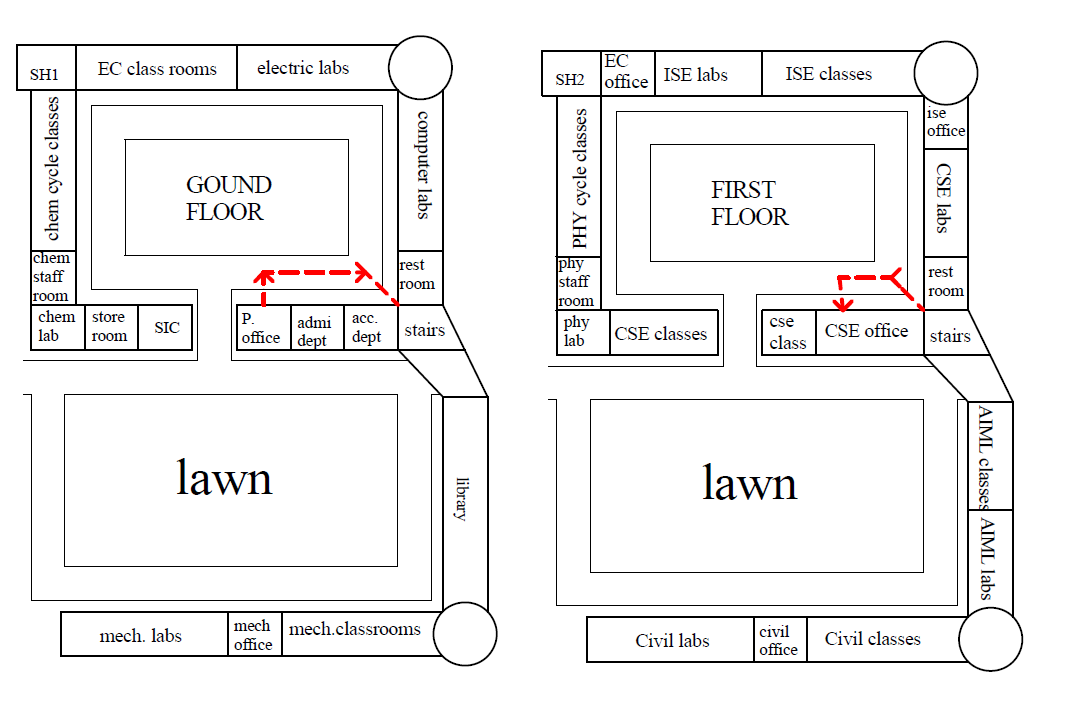 SH1
EC class rooms
electric labs
chem cycle classes
computer labs
GOUND
FLOOR
chem
staff
room
rest
room
chem
lab
store
room
SIC
P.
office
admi
dept
acc.
dept
stairs
lawn
library
mech. labs
mech
office
mech.classrooms
SH2
EC
office
ISE labs
ISE classes
ise
office
PHY cycle classes
CSE labs
FIRST
FLOOR
phy
staff
room
rest
room
phy
lab
CSE classes
cse
class
CSE office
stairs
lawn
AIML classes
AIML labs
Civil labs
civil
office
Civil classes